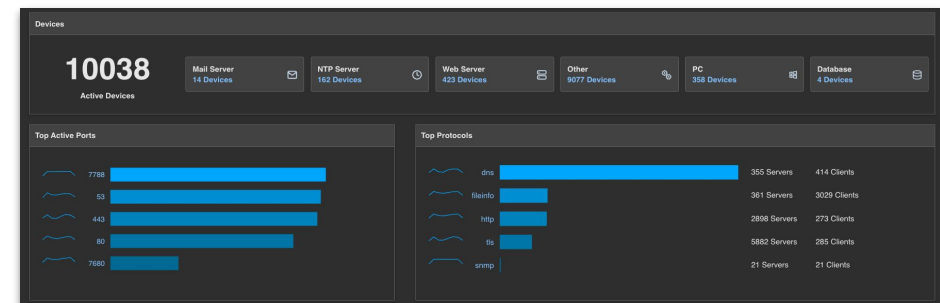 Devices
10038
Active Devices
Mail Server
14 Devices
NTP Server
162 Devices
Web Server
423 Devices
Other
9077 Devices
PC
358 Devices
Database
4 Devices
Top Active Ports
7788
53
443
80
7680
Top Protocols
dns 355 Servers 414 Clients
fileinfo 361 Servers 3029 Clients
http 2898 Servers 273 Clients
tls 5882 Servers 285 Clients
snmp 21 Servers 21 Clients